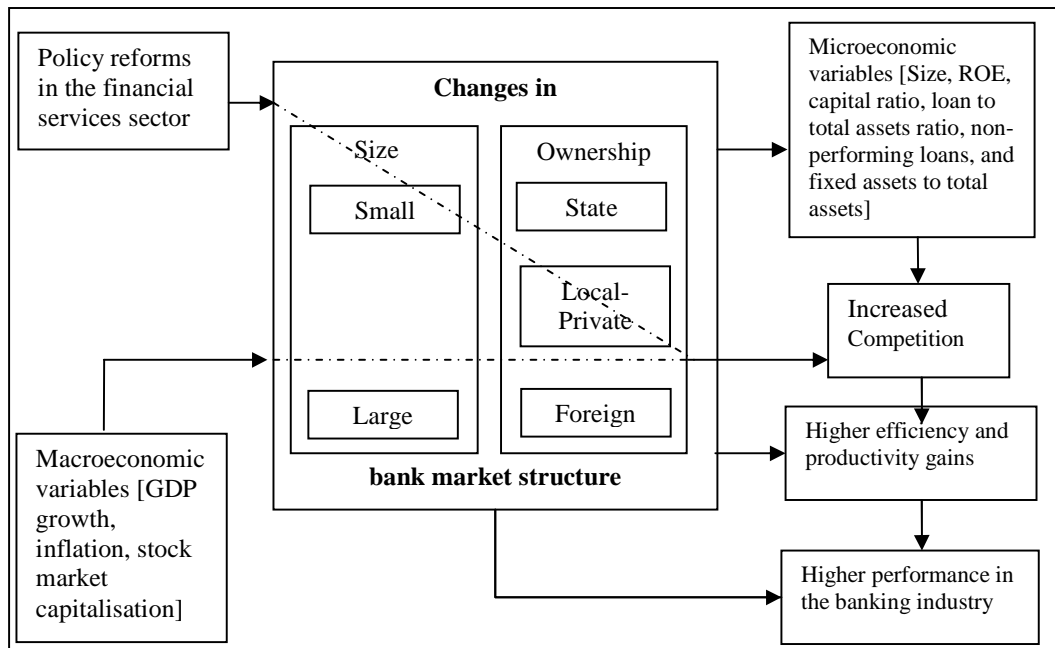 Policy reforms
in the financial
services sector
Macroeconomic
variables [GDP
growth,
inflation, stock
market
capitalisation]
Changes in
Size
Small
Large
Ownership
State
Local-
Private
Foreign
bank market structure
Microeconomic
variables [Size, ROE,
capital ratio, loan to
total assets ratio, non-
performing loans, and
fixed assets to total
assets]
Increased
Competition
Higher efficiency and
productivity gains
Higher performance in
the banking industry